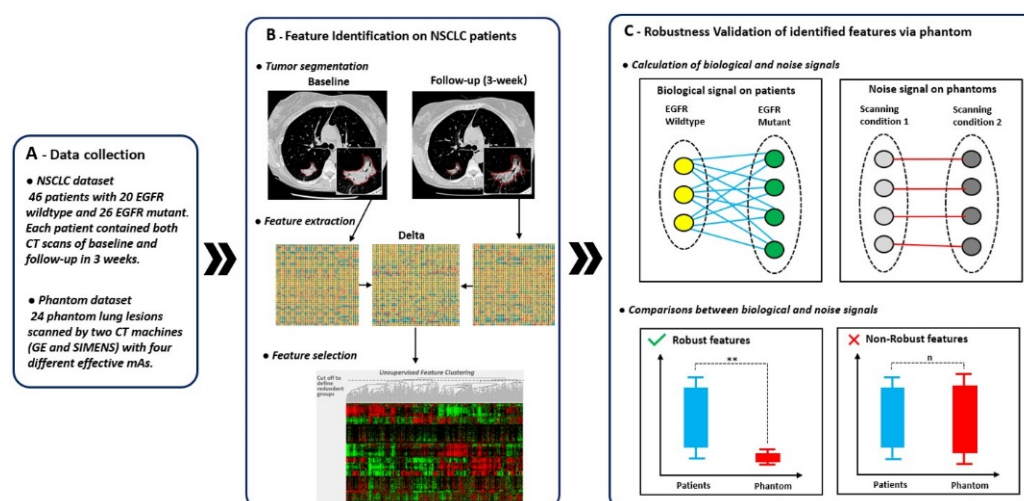 A - Data collection
● NSCLC dataset
46 patients with 20 EGFR
wildtype and 26 EGFR mutant.
Each patient contained both
CT scans of baseline and
follow-up in 3 weeks.
● Phantom dataset
24 phantom lung lesions
scanned by two CT machines
(GE and SIMENS) with four
different effective mAs.
B - Feature Identification on NSCLC patients
● Tumor segmentation
Baseline
Follow-up (3-week)
● Feature extraction
Delta
● Feature selection
Unsupervised Feature Clustering
Cut off to
define
redundant
groups
C - Robustness Validation of identified features via phantom
● Calculation of biological and noise signals
Biological signal on patients
EGFR
Wildtype
EGFR
Mutant
Noise signal on phantoms
Scanning
condition 1
Scanning
condition 2
● Comparisons between biological and noise signals
Robust features
**
Patients
Phantom
Non-Robust features
n
Patients
Phantom